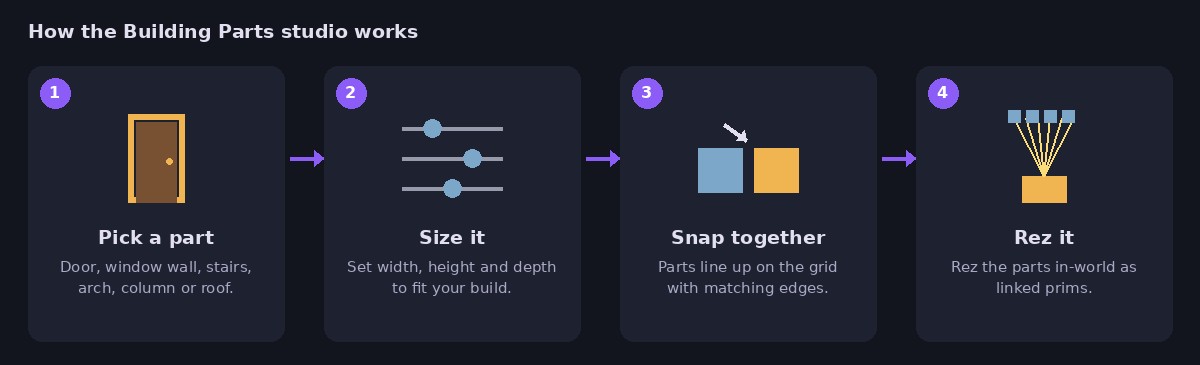 How the Building Parts studio works
1
Pick a part
Door, window wall, stairs,
arch, column or roof.
2
Size it
Set width, height and depth
to fit your build.
3
Snap together
Parts line up on the grid
with matching edges.
4
Rez it
Rez the parts in-world as
linked prims.